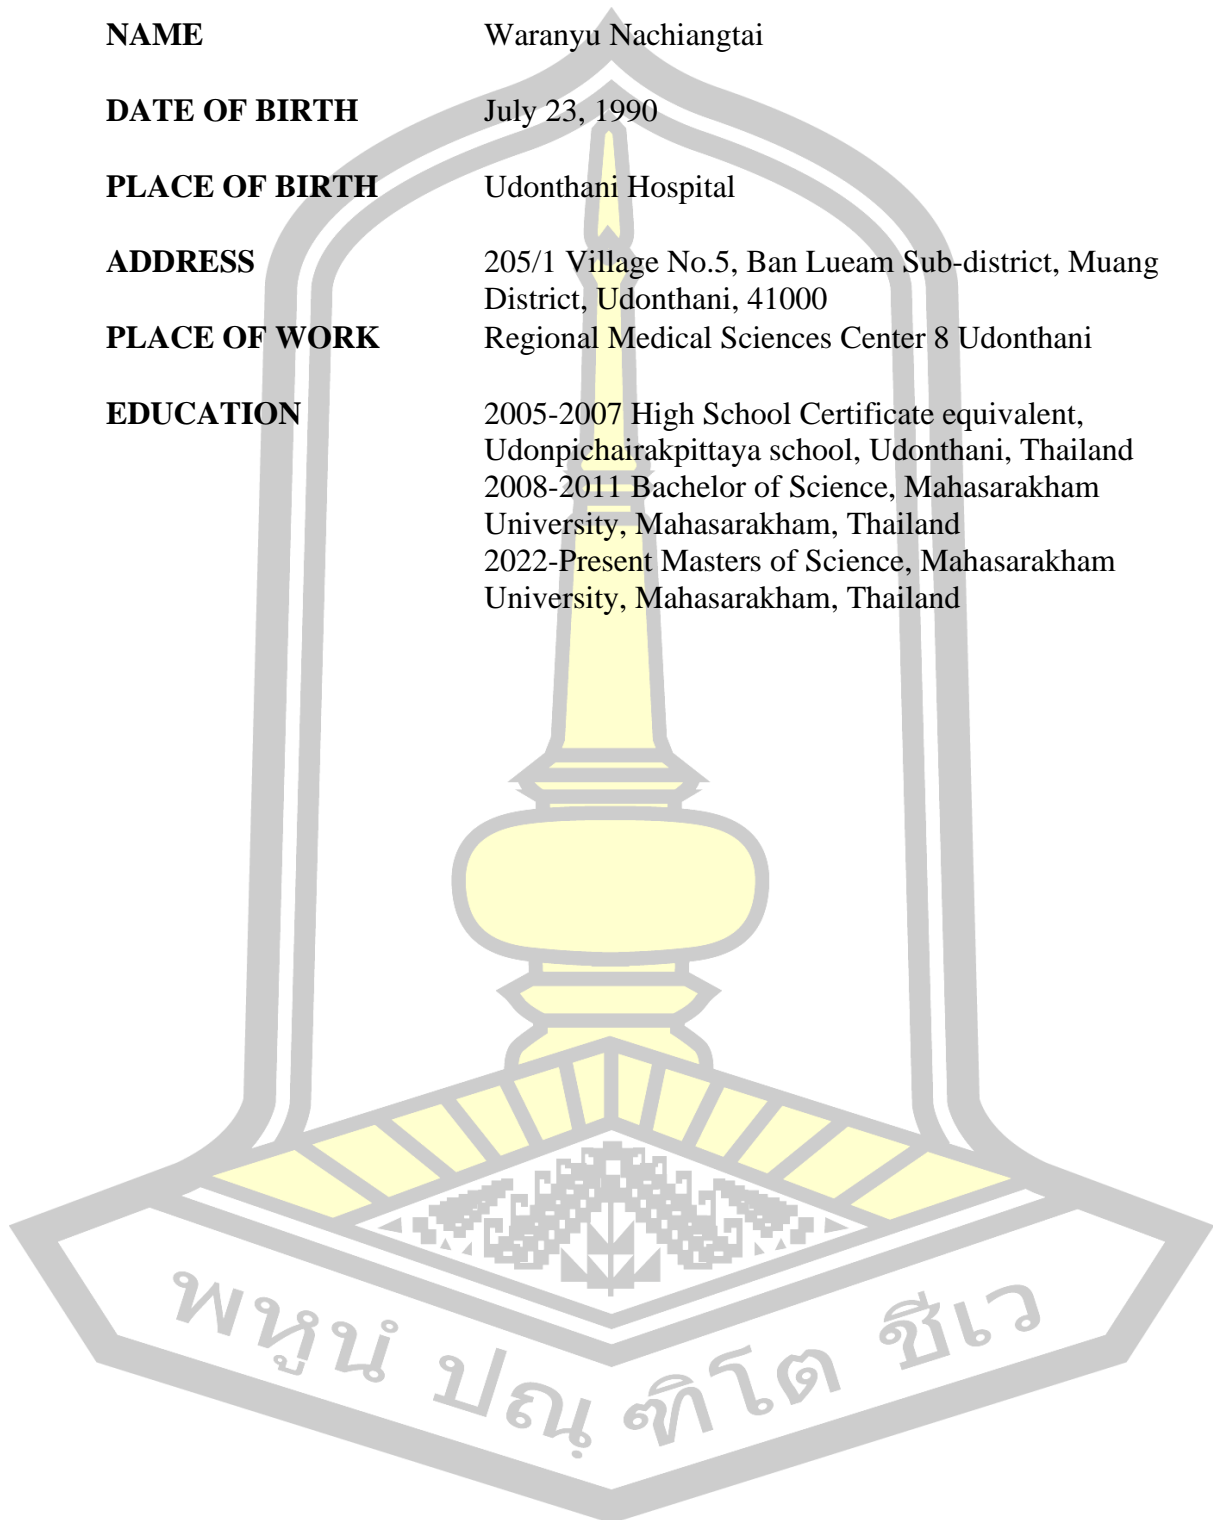 NAME Waranyu Nachiangtai
DATE OF BIRTH July 23, 1990
PLACE OF BIRTH Udonthani Hospital
ADDRESS 205/1 Village No.5, Ban Lueam Sub-district, Muang
District, Udonthani, 41000
PLACE OF WORK Regional Medical Sciences Center 8 Udonthani
EDUCATION 2005-2007 High School Certificate equivalent,
Udonpichairakpittaya school, Udonthani, Thailand
2008-2011 Bachelor of Science, Mahasarakham
University, Mahasarakham, Thailand
2022-Present Masters of Science, Mahasarakham
University, Mahasarakham, Thailand
พหูนํ ปณฺ ฑิโต ชีเว